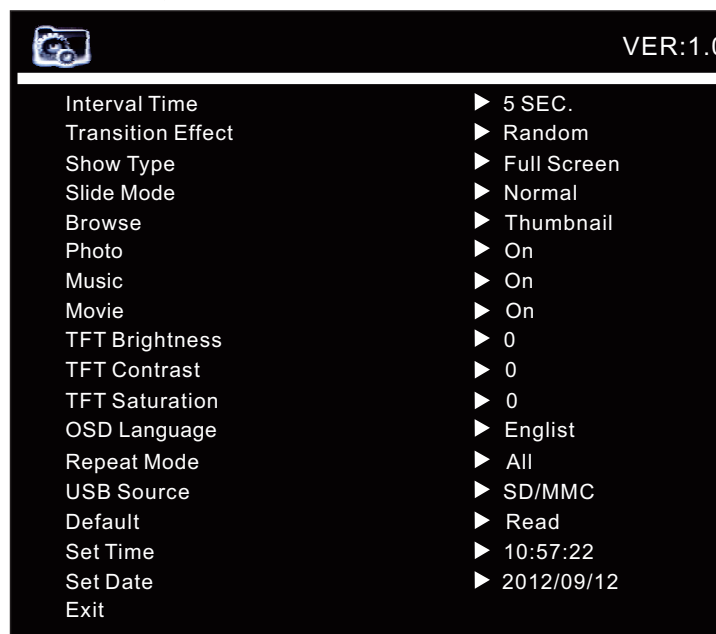 VER:1.0
Interval Time ▶ 5 SEC.
Transition Effect ▶ Random
Show Type ▶ Full Screen
Slide Mode ▶ Normal
Browse ▶ Thumbnail
Photo ▶ On
Music ▶ On
Movie ▶ On
TFT Brightness ▶ 0
TFT Contrast ▶ 0
TFT Saturation ▶ 0
OSD Language ▶ Englist
Repeat Mode ▶ All
USB Source ▶ SD/MMC
Default ▶ Read
Set Time ▶ 10:57:22
Set Date ▶ 2012/09/12
Exit